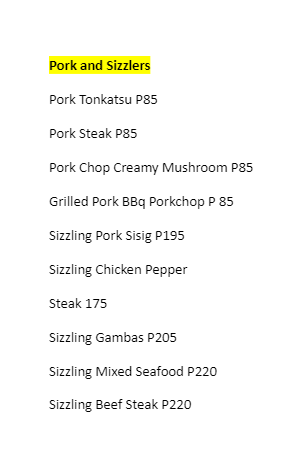 Pork and Sizzlers
Pork Tonkatsu P85
Pork Steak P85
Pork Chop Creamy Mushroom P85
Grilled Pork BBq Porkchop P 85
Sizzling Pork Sisig P195
Sizzling Chicken Pepper
Steak 175
Sizzling Gambas P205
Sizzling Mixed Seafood P220
Sizzling Beef Steak P220